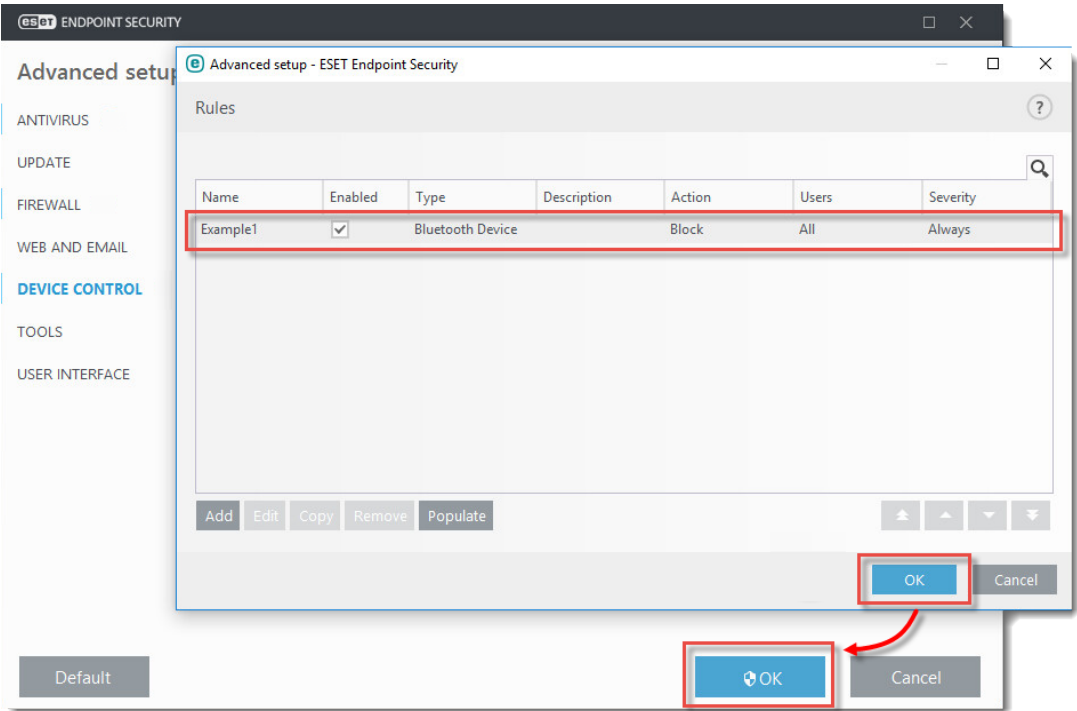 eset ENDPOINT SECURITY
Advanced setup
ANTIVIRUS
UPDATE
FIREWALL
WEB AND EMAIL
DEVICE CONTROL
TOOLS
USER INTERFACE
e Advanced setup - ESET Endpoint Security
Rules
?
Name Enabled Type Description Action Users Severity
Example1 Bluetooth Device Block All Always
Add Edit Copy Remove Populate
OK Cancel
Default OK Cancel